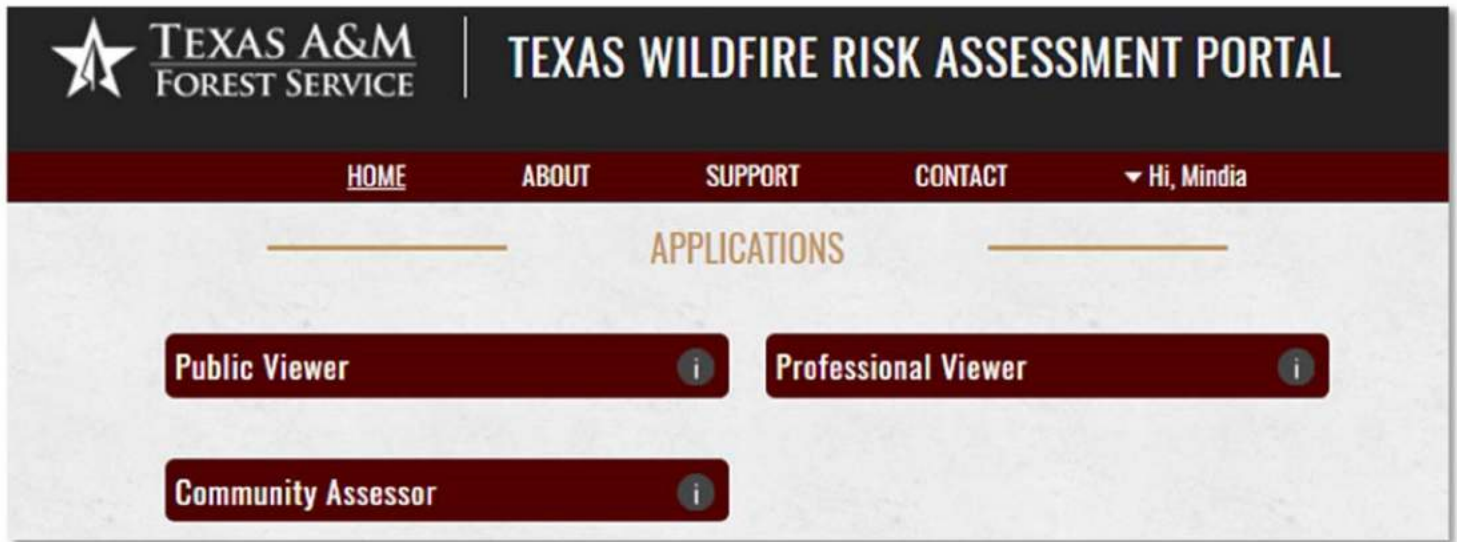 TEXAS A&M
FOREST SERVICE
TEXAS WILDFIRE RISK ASSESSMENT PORTAL
HOME ABOUT SUPPORT CONTACT Hi, Mindia
APPLICATIONS
Public Viewer i Professional Viewer i
Community Assessor i